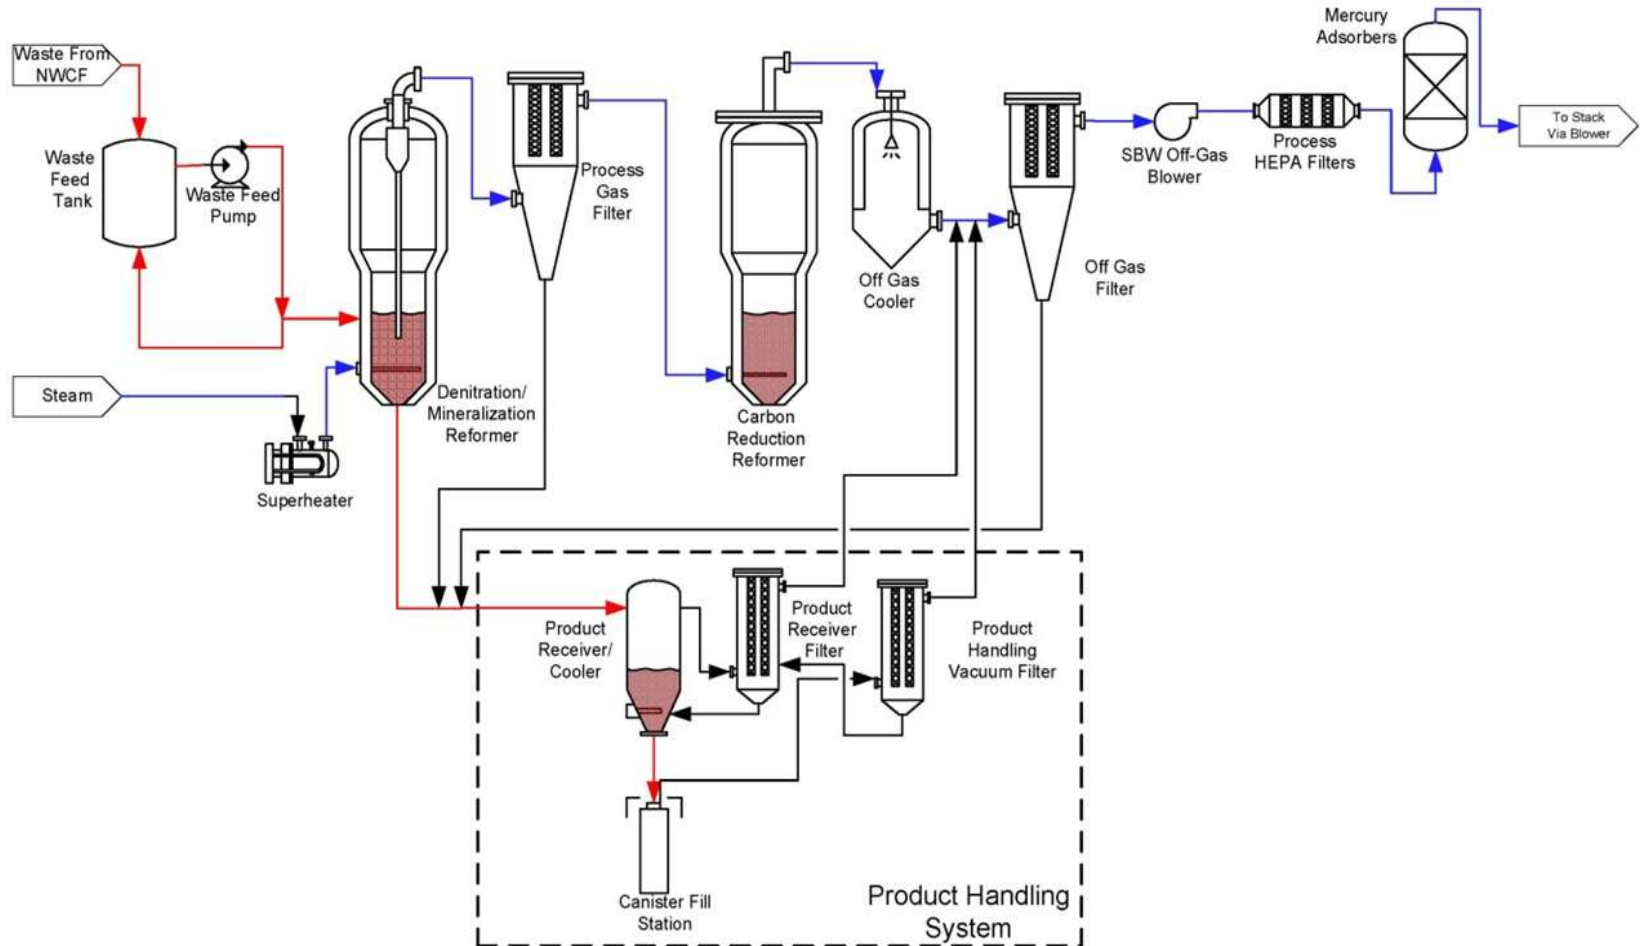 Mercury
Adsorbers
Waste From
NWCF
To Stack
Via Blower
Waste
Feed
Tank
Waste Feed
Pump
Process
Gas
Filter
SBW Off-Gas
Blower
Process
HEPA Filters
Off Gas
Cooler
Off Gas
Filter
Steam
Denitration/
Mineralization
Reformer
Carbon
Reduction
Reformer
Superheater
Product
Receiver/
Cooler
Product
Receiver
Filter
Product
Handling
Vacuum Filter
Canister Fill
Station
Product Handling
System